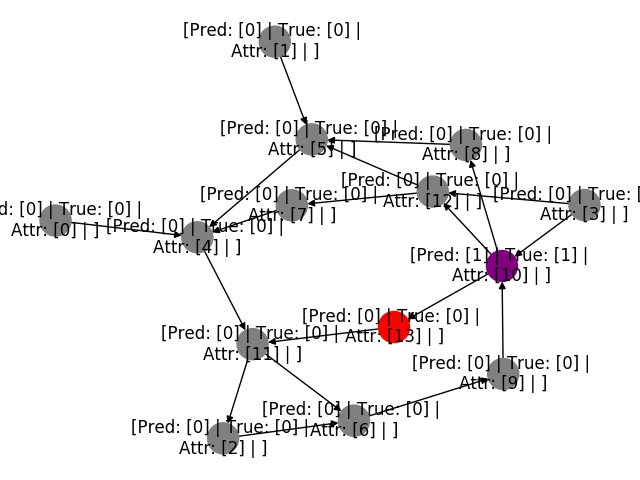 [Pred: [0] | True: [0] |
Attr: [1] | ]
[Pred: [0] | True: [0] |
Attr: [5] | ]
[Pred: [0] | True: [0] |
Attr: [8] | ]
[Pred: [0] | True: [0] |
Attr: [12] | ]
[Pred: [0] | True: [0] |
Attr: [7] | ]
[Pred: [0] | True: [
Attr: [3] | ]
d: [0] | True: [0] |
Attr: [0] | ]
[Pred: [0] | True: [0] |
Attr: [4] | ]
[Pred: [1] | True: [1] |
Attr: [10] | ]
[Pred: [0] | True: [0] |
Attr: [13] | ]
[Pred: [0] | True: [0] |
Attr: [11] | ]
[Pred: [0] | True: [0] |
Attr: [9] | ]
[Pred: [0] | True: [0] |
Attr: [6] | ]
[Pred: [0] | True: [0] |
Attr: [2] | ]